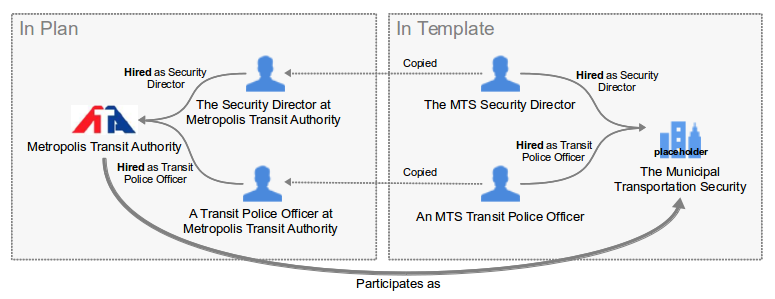 In Plan
In Template
Copied
Hired as Security
Director
Hired as Security
Director
The Security Director at
Metropolis Transit Authority
The MTS Security Director
Metropolis Transit Authority
placeholder
Hired as Transit
Police Officer
Hired as Transit
Police Officer
The Municipal
Transportation Security
Copied
A Transit Police Officer at
Metropolis Transit Authority
An MTS Transit Police Officer
Participates as